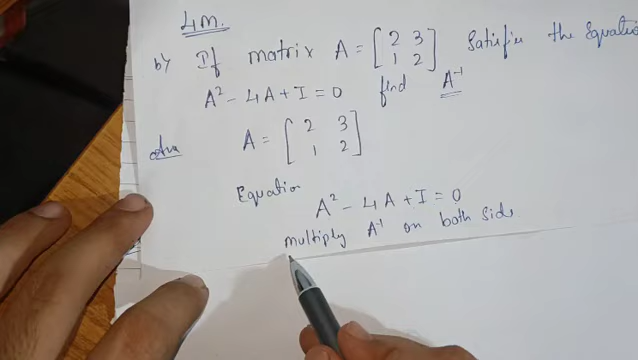 4m.
b) If matrix A = [2 3 1 2] Satisfies the Equation
A² - 4A + I = 0 find A⁻¹
A = [2 3 1 2]
Equation
A² - 4A + I = 0
multiply A⁻¹ on both side